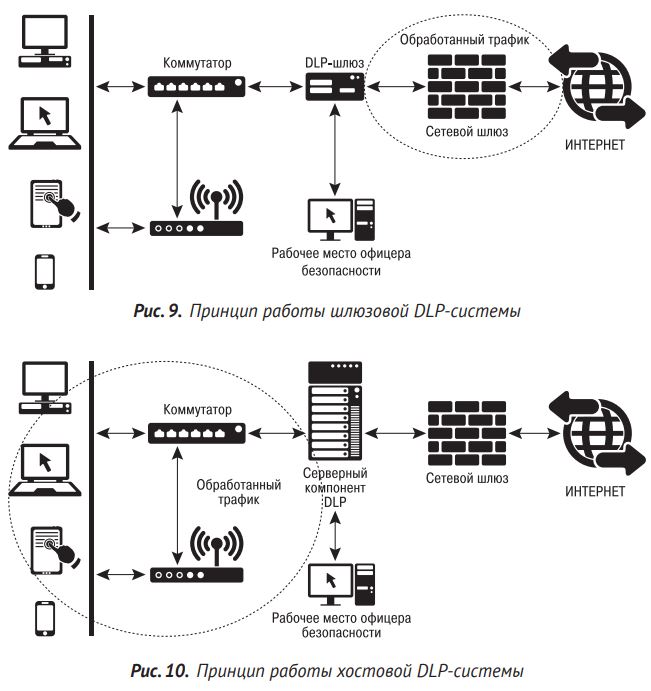 Обработанный трафик
Коммутатор
DLP-шлюз
Сетевой шлюз
ИНТЕРНЕТ
Рабочее место офицера
безопасности
Рис. 9. Принцип работы шлюзовой DLP-системы
Коммутатор
Обработанный
трафик
Серверный
компонент
DLP
Сетевой шлюз
ИНТЕРНЕТ
Рабочее место офицера
безопасности
Рис. 10. Принцип работы хостовой DLP-системы